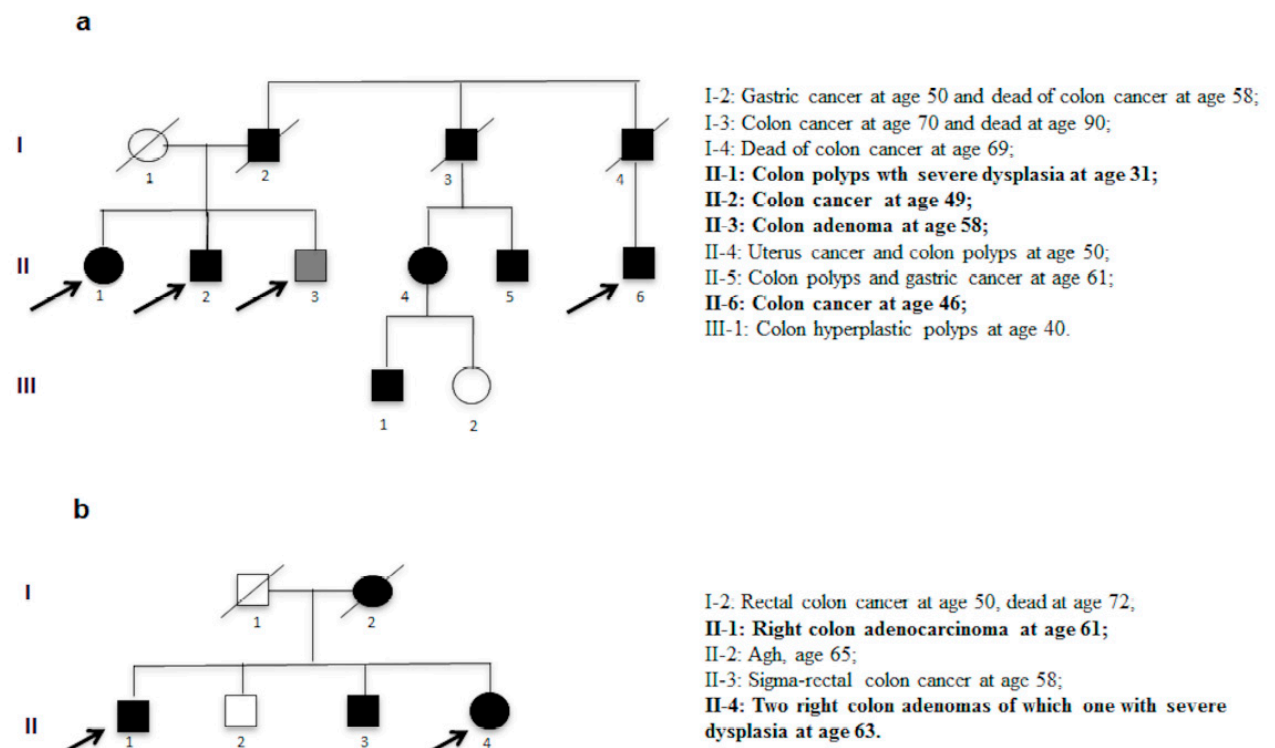 a
I
1
2
3
4
II
1
2
3
4
5
6
III
1
2
I-2: Gastric cancer at age 50 and dead of colon cancer at age 58;
I-3: Colon cancer at age 70 and dead at age 90;
I-4: Dead of colon cancer at age 69;
II-1: Colon polyps wth severe dysplasia at age 31;
II-2: Colon cancer at age 49;
II-3: Colon adenoma at age 58;
II-4: Uterus cancer and colon polyps at age 50;
II-5: Colon polyps and gastric cancer at age 61;
II-6: Colon cancer at age 46;
III-1: Colon hyperplastic polyps at age 40.
b
I
1
2
II
1
2
3
4
I-2: Rectal colon cancer at age 50, dead at age 72;
II-1: Right colon adenocarcinoma at age 61;
II-2: Agh, age 65;
II-3: Sigma-rectal colon cancer at age 58;
II-4: Two right colon adenomas of which one with severe
dysplasia at age 63.